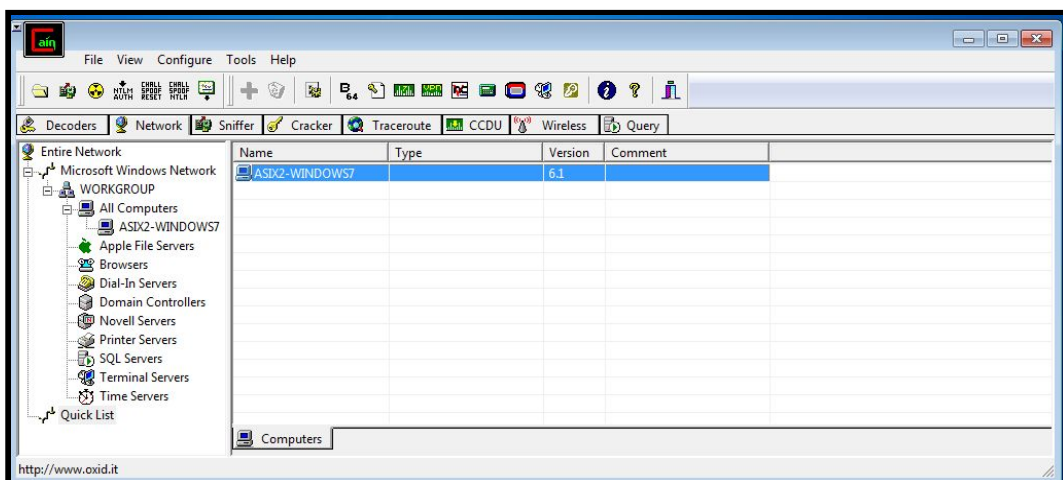 aín
File View Configure Tools Help
NTLM AUTH CHALL SPOOF RESET CHALL SPOOF NTLM B 64
Decoders Network Sniffer Cracker Traceroute CCDU Wireless Query
Entire Network
Microsoft Windows Network
WORKGROUP
All Computers
ASIX2-WINDOWS7
Apple File Servers
Browsers
Dial-In Servers
Domain Controllers
Novell Servers
Printer Servers
SQL Servers
Terminal Servers
Time Servers
Quick List
Name Type Version Comment
ASIX2-WINDOWS7 6.1
Computers
http://www.oxid.it